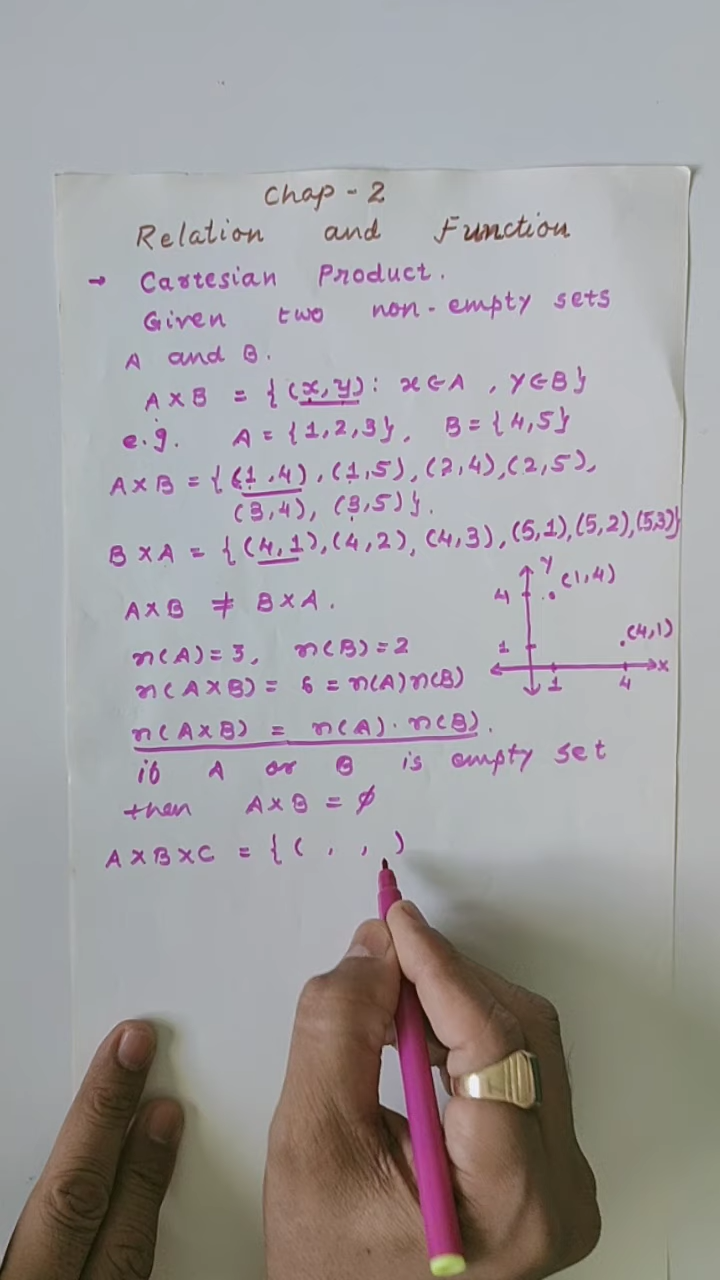 Chap - 2
Relation and Function
→ Cartesian Product.
Given two non-empty sets
A and B.
A × B = { (x, y) : x ∈ A , y ∈ B }
e.g. A = {1,2,3}, B = {4,5}
A × B = { (1,4), (1,5), (2,4), (2,5),
(3,4), (3,5) }.
B × A = { (4,1), (4,2), (4,3), (5,1), (5,2), (5,3) }
A × B ≠ B × A.
n(A) = 3, n(B) = 2
n(A×B) = 6 = n(A)n(B)
n(A×B) = n(A) · n(B).
if A or B is empty set
then A×B = ∅
A×B×C = { ( , , )
Y
4 (1,4)
1 (4,1)
1 4 x